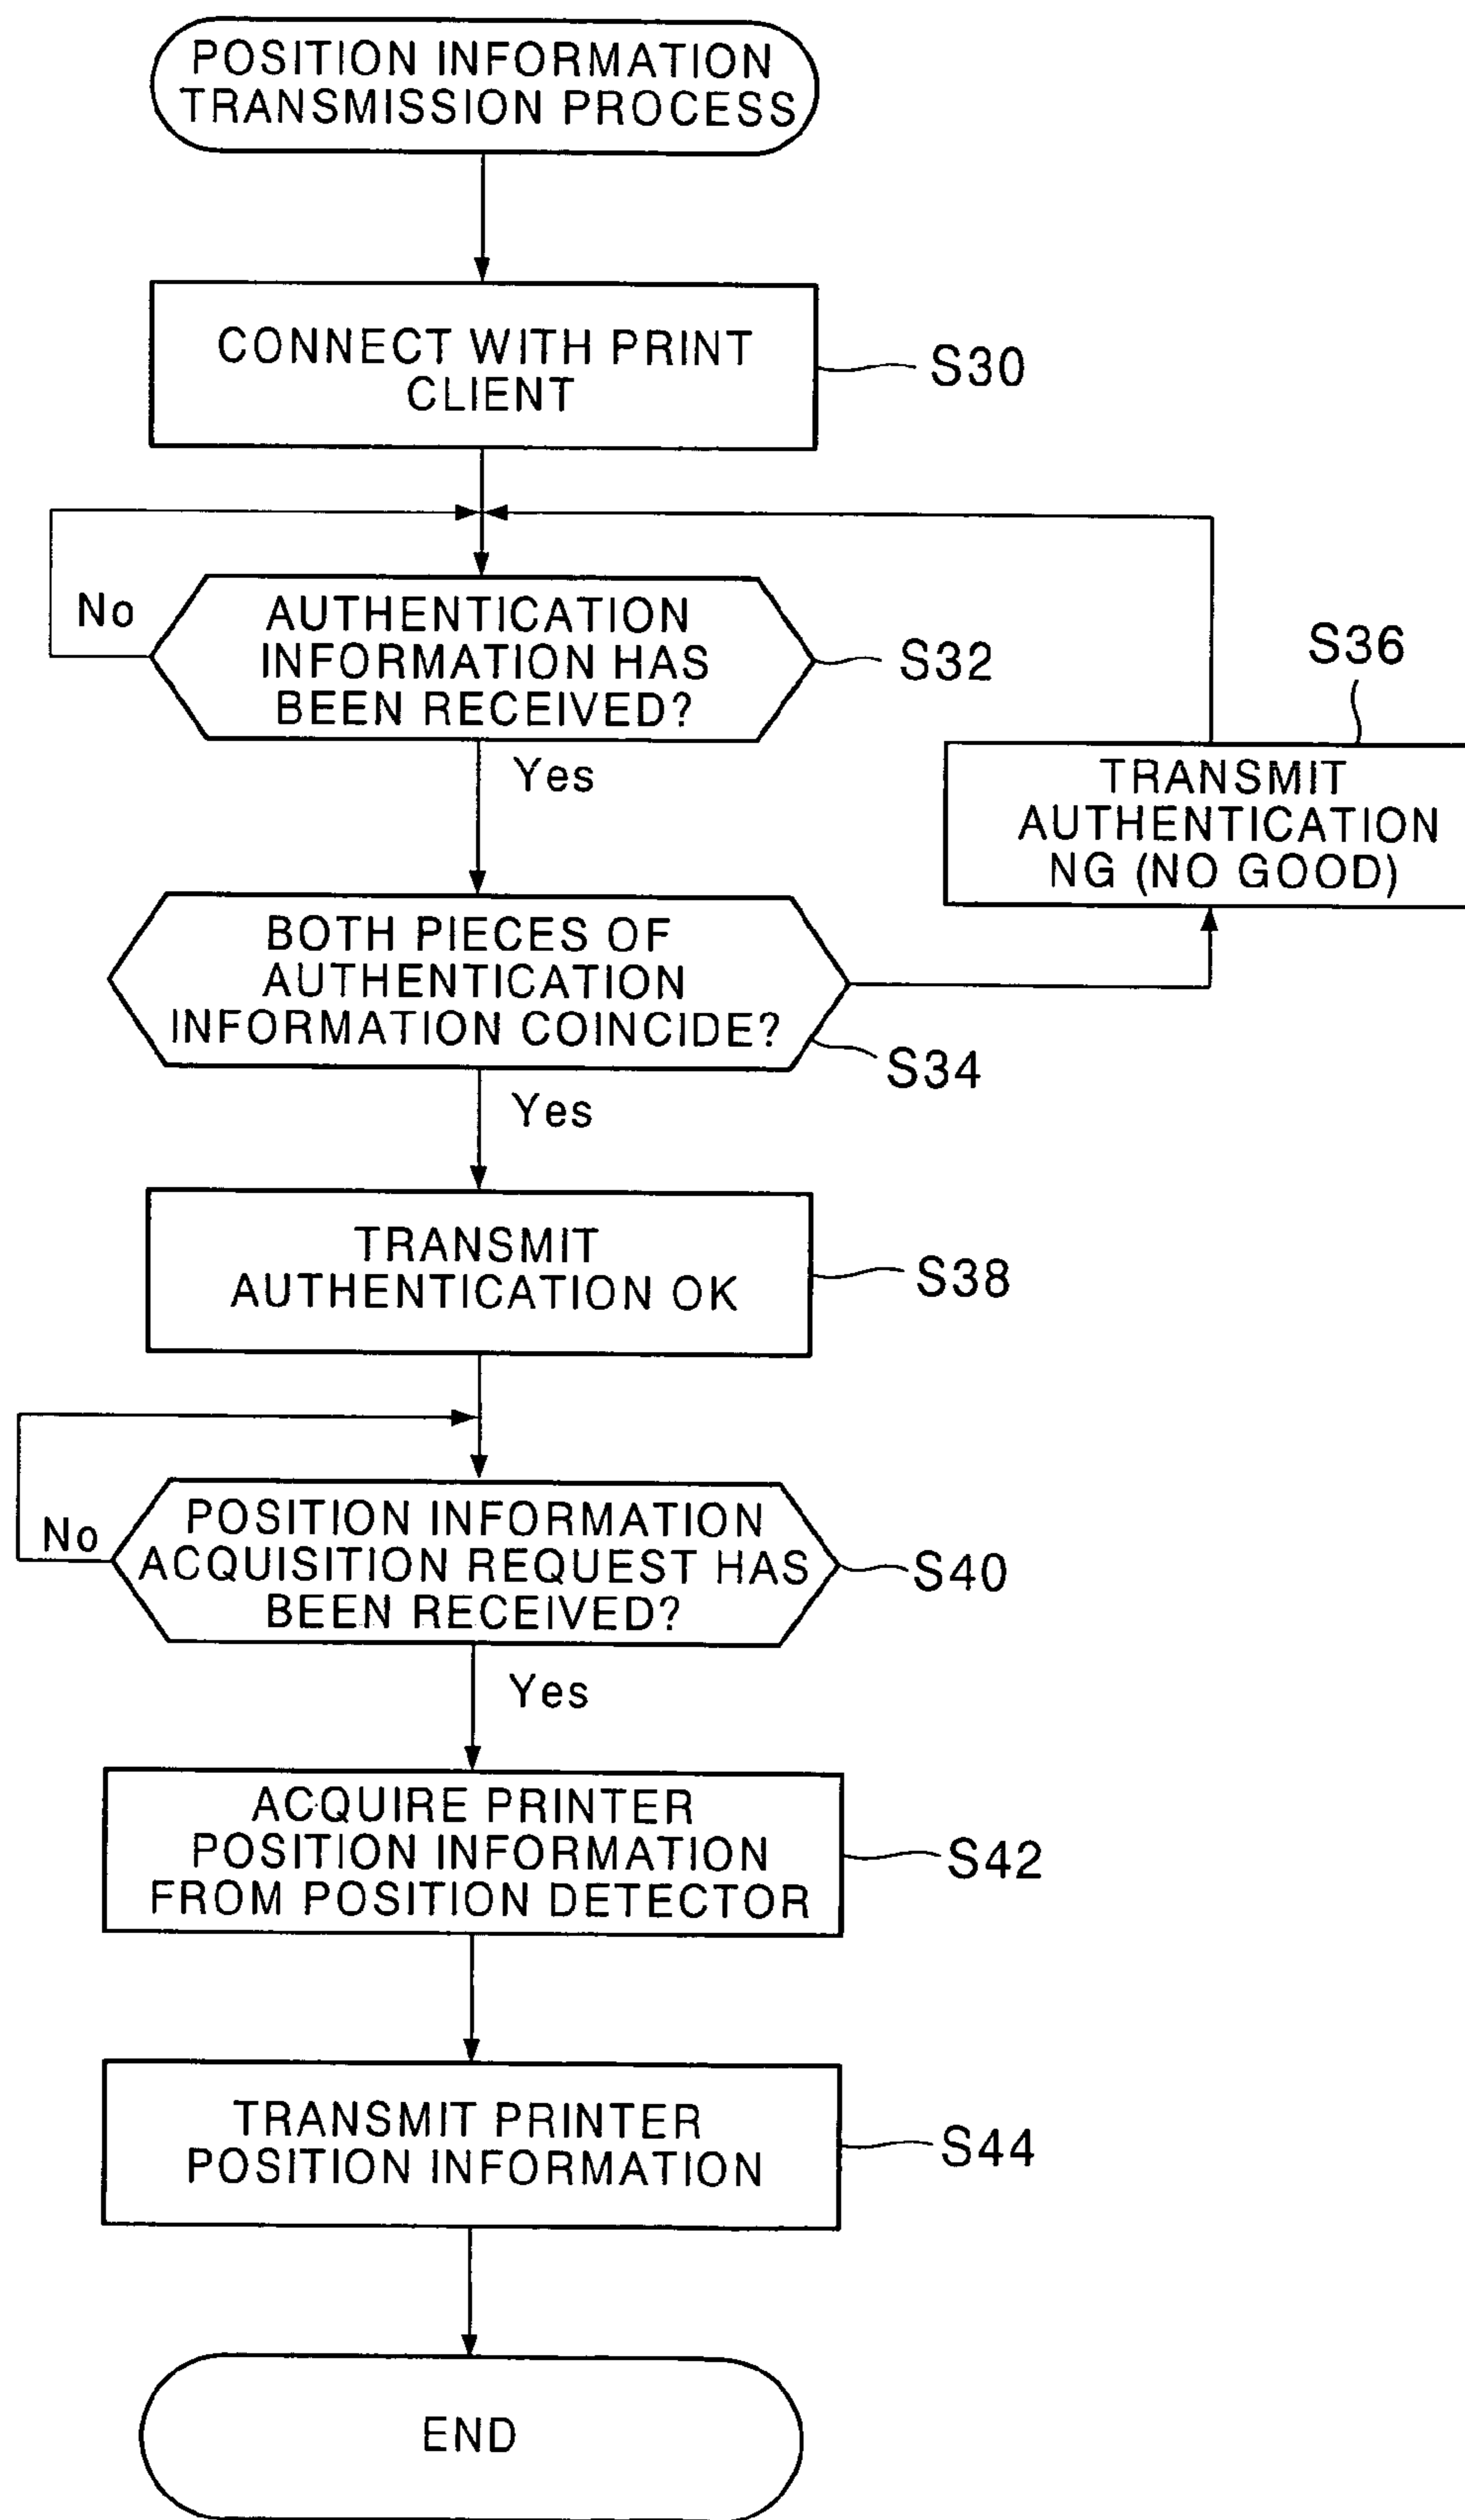 POSITION INFORMATION
TRANSMISSION PROCESS
CONNECT WITH PRINT
CLIENT
S30
No
AUTHENTICATION
INFORMATION HAS
BEEN RECEIVED?
S32
Yes
S36
TRANSMIT
AUTHENTICATION
NG (NO GOOD)
BOTH PIECES OF
AUTHENTICATION
INFORMATION COINCIDE?
S34
Yes
TRANSMIT
AUTHENTICATION OK
S38
No
POSITION INFORMATION
ACQUISITION REQUEST HAS
BEEN RECEIVED?
S40
Yes
ACQUIRE PRINTER
POSITION INFORMATION
FROM POSITION DETECTOR
S42
TRANSMIT PRINTER
POSITION INFORMATION
S44
END